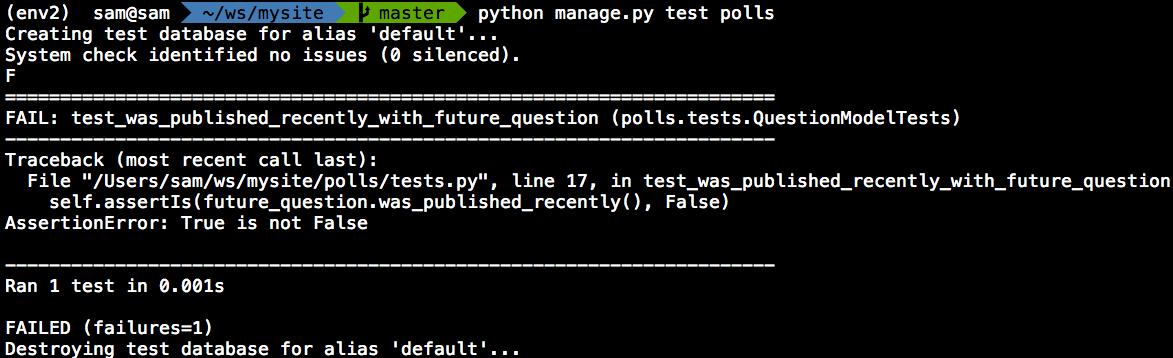 (env2) sam@sam ~/ws/mysite master python manage.py test polls
Creating test database for alias 'default'...
System check identified no issues (0 silenced).
F
======================================================================
FAIL: test_was_published_recently_with_future_question (polls.tests.QuestionModelTests)
----------------------------------------------------------------------
Traceback (most recent call last):
  File "/Users/sam/ws/mysite/polls/tests.py", line 17, in test_was_published_recently_with_future_question
    self.assertIs(future_question.was_published_recently(), False)
AssertionError: True is not False

----------------------------------------------------------------------
Ran 1 test in 0.001s

FAILED (failures=1)
Destroying test database for alias 'default'...